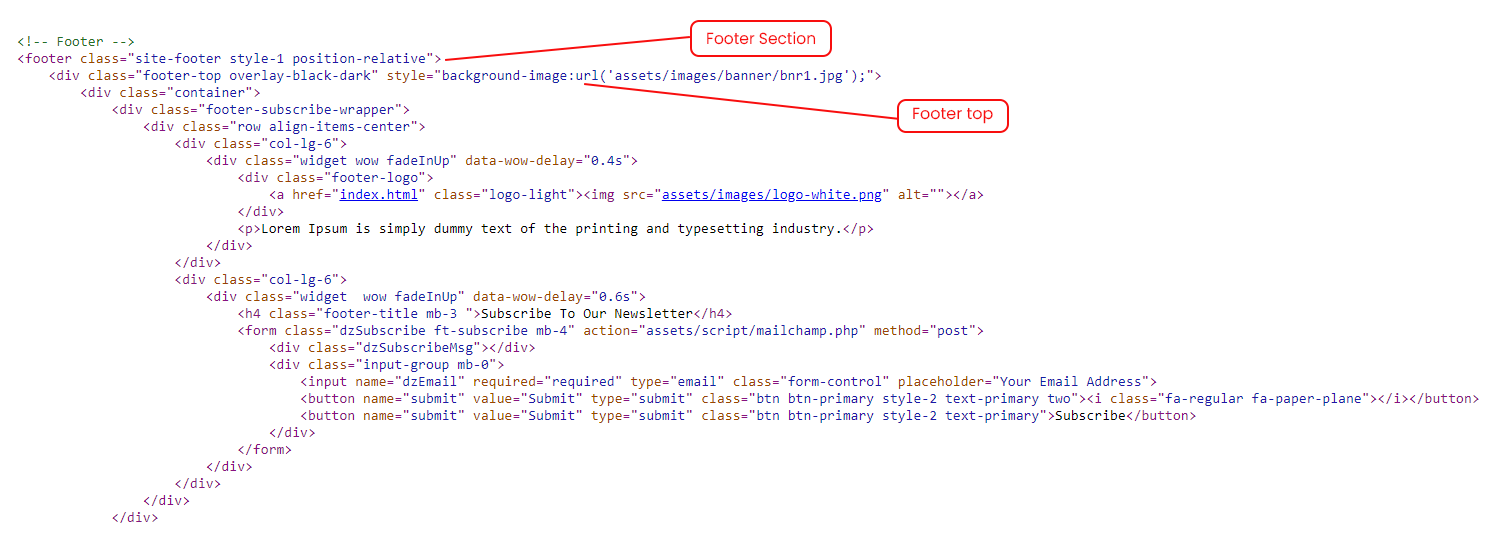 <!-- Footer -->
Footer Section
<footer class="site-footer style-1 position-relative">
<div class="footer-top overlay-black-dark" style="background-image:url('assets/images/banner/bnr1.jpg');">
Footer top
<div class="container">
<div class="footer-subscribe-wrapper">
<div class="row align-items-center">
<div class="col-lg-6">
<div class="widget wow fadeInUp" data-wow-delay="0.4s">
<div class="footer-logo">
<a href="index.html" class="logo-light"><img src="assets/images/logo-white.png" alt=""></a>
</div>
<p>Lorem Ipsum is simply dummy text of the printing and typesetting industry.</p>
</div>
</div>
<div class="col-lg-6">
<div class="widget  wow fadeInUp" data-wow-delay="0.6s">
<h4 class="footer-title mb-3 ">Subscribe To Our Newsletter</h4>
<form class="dzSubscribe ft-subscribe mb-4" action="assets/script/mailchamp.php" method="post">
<div class="dzSubscribeMsg"></div>
<div class="input-group mb-0">
<input name="dzEmail" required="required" type="email" class="form-control" placeholder="Your Email Address">
<button name="submit" value="Submit" type="submit" class="btn btn-primary style-2 text-primary two"><i class="fa-regular fa-paper-plane"></i></button>
<button name="submit" value="Submit" type="submit" class="btn btn-primary style-2 text-primary">Subscribe</button>
</div>
</form>
</div>
</div>
</div>
</div>